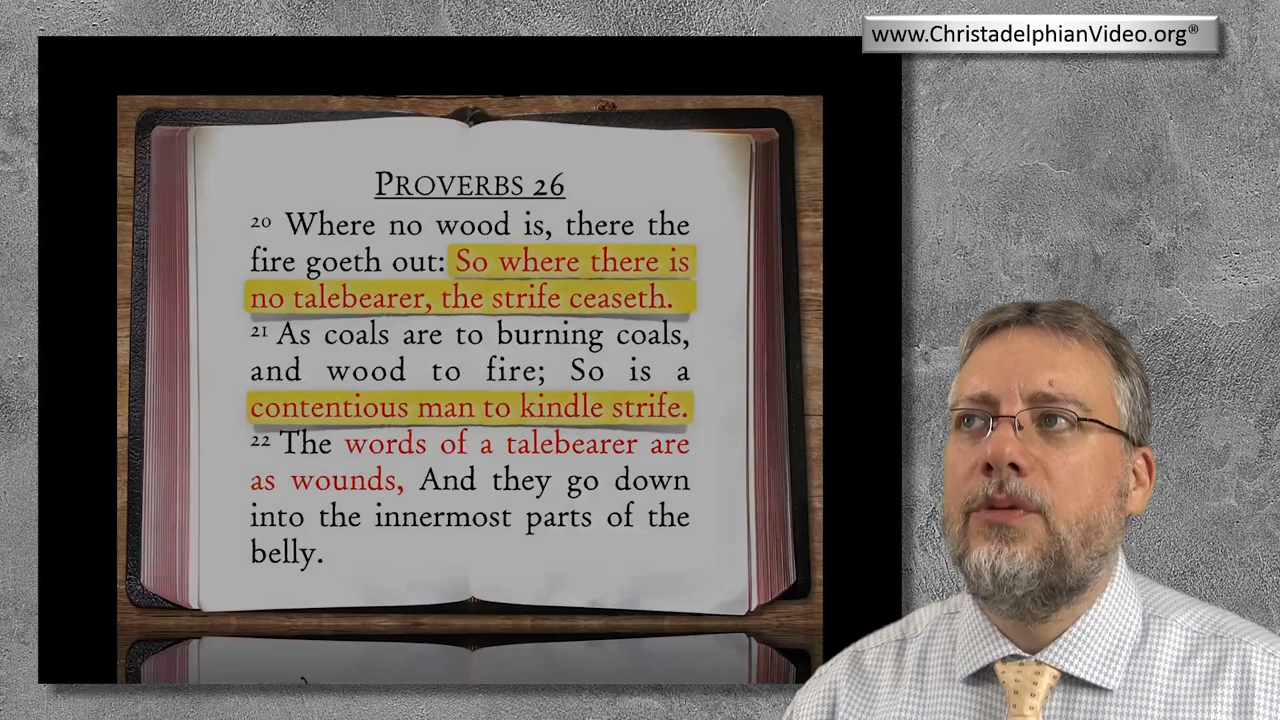 www.ChristadelphianVideo.org®
PROVERBS 26
20 Where no wood is, there the
fire goeth out: So where there is
no talebearer, the strife ceaseth.
21 As coals are to burning coals,
and wood to fire; So is a
contentious man to kindle strife.
22 The words of a talebearer are
as wounds, And they go down
into the innermost parts of the
belly.